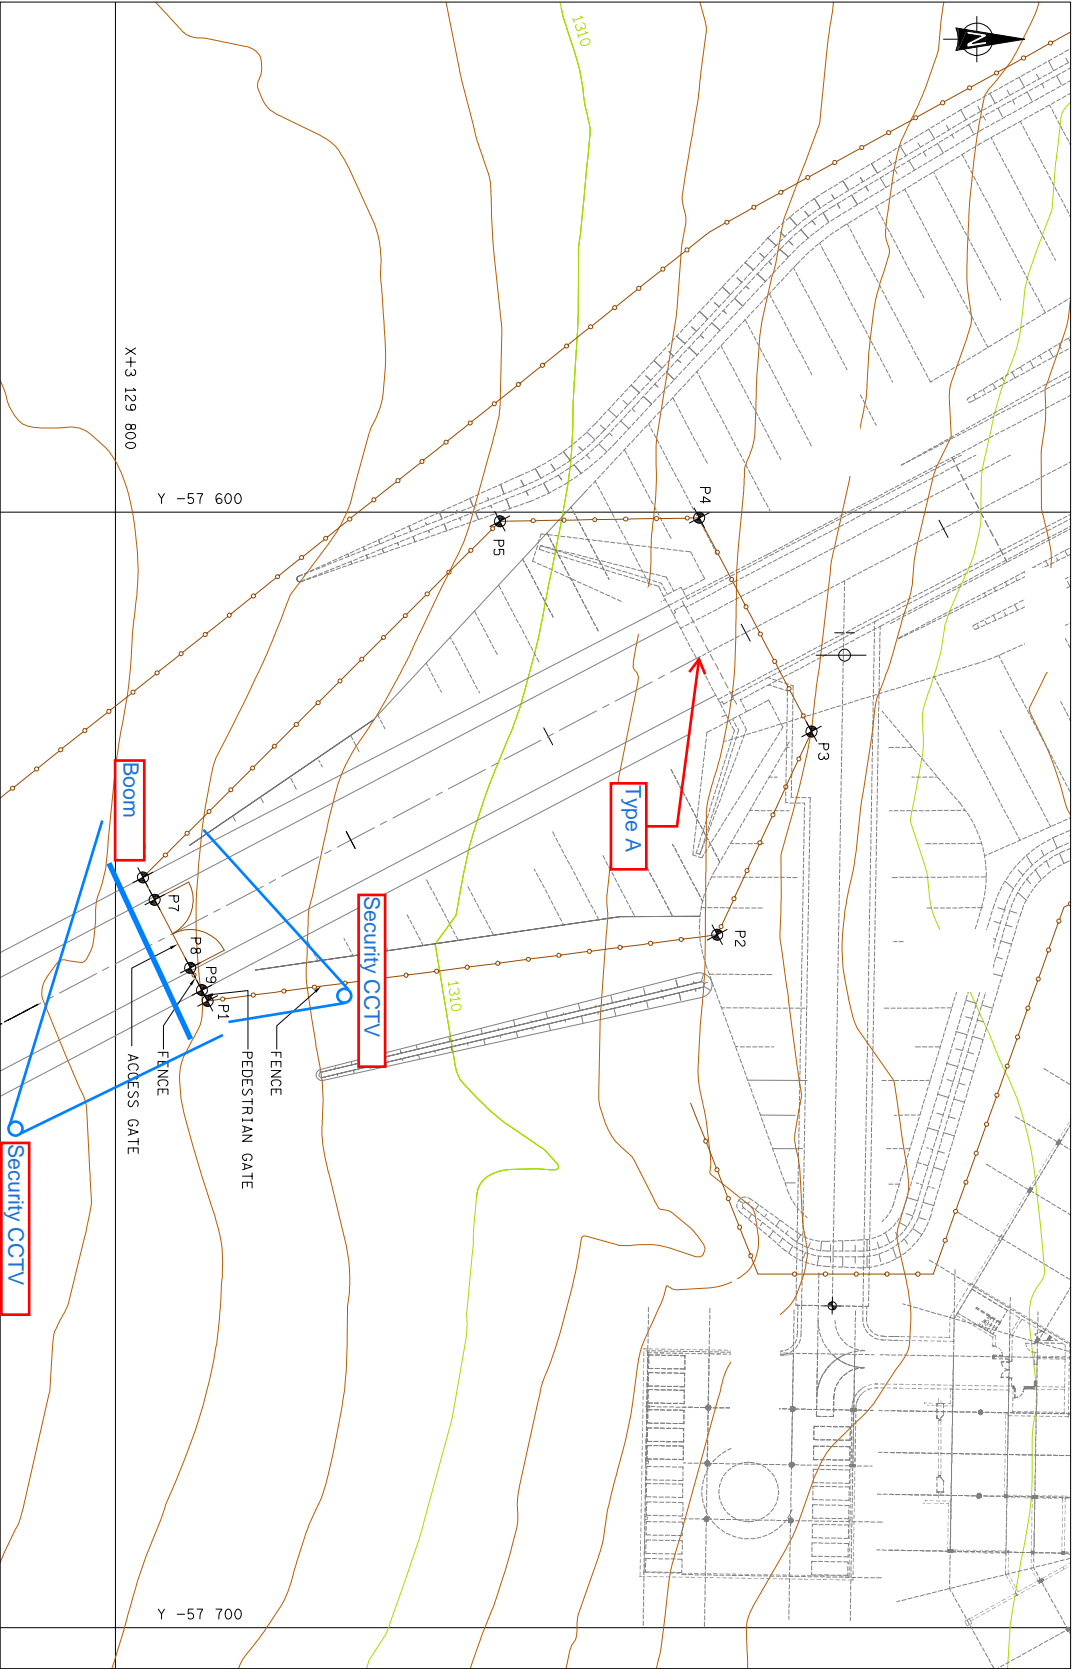 N
1310
X+3 129 800
Y -57 600
P4
P5
P3
Type A
Boom
P7
P8
P9
P1
P2
Security CCTV
1310
FENCE
PEDESTRIAN GATE
FENCE
ACCESS GATE
Security CCTV
Y -57 700